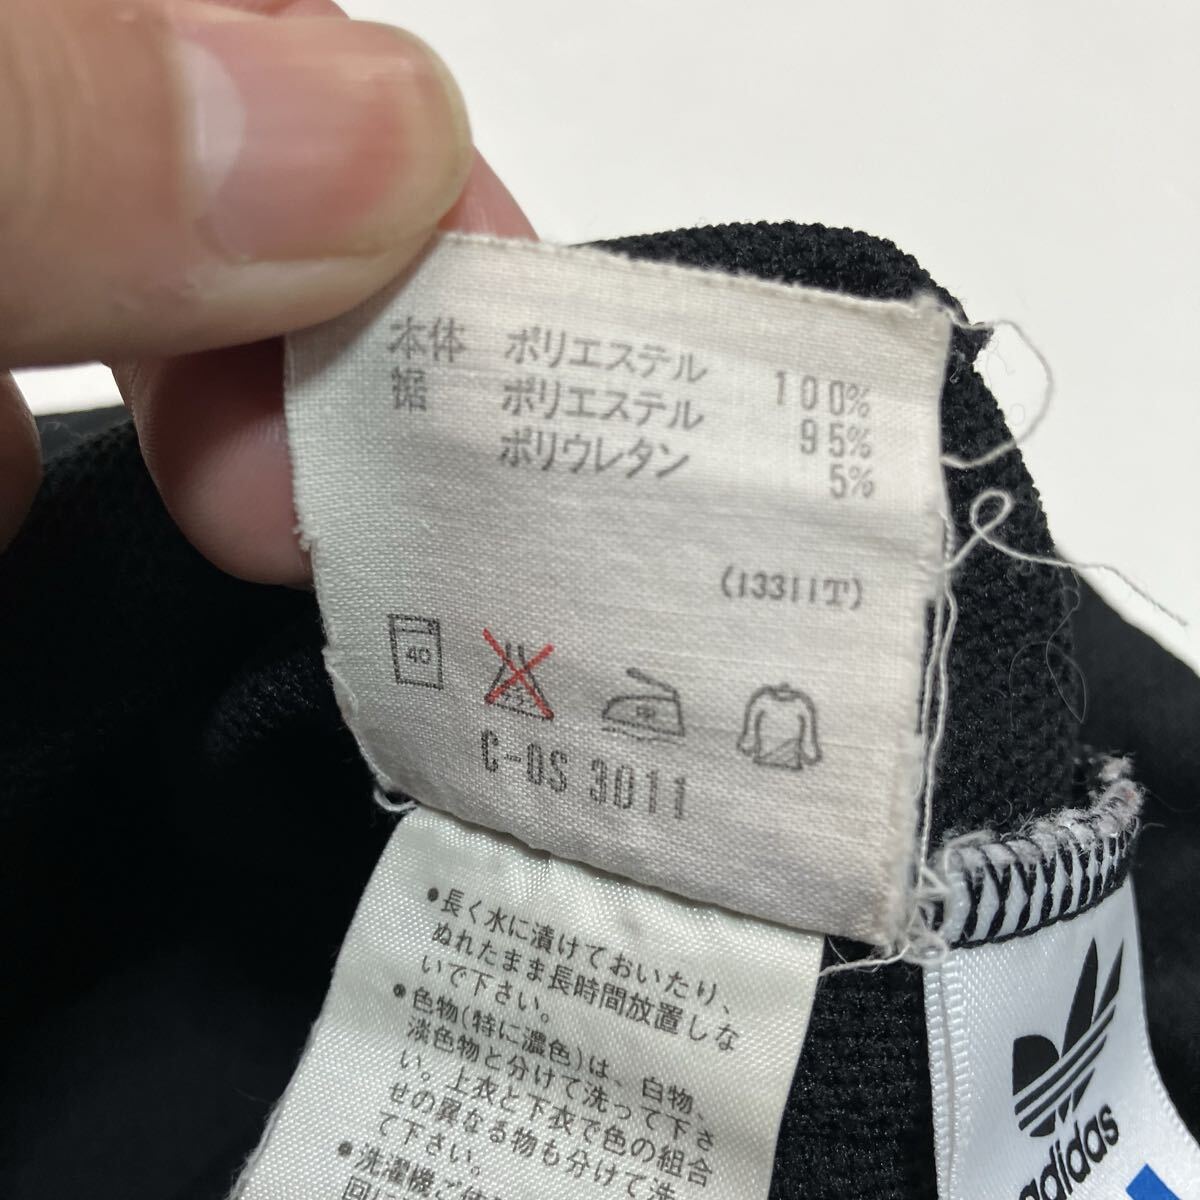 本体 ポリエステル 100%
裾 ポリエステル 95%
ポリウレタン 5%
(13311T)
40
C-OS 3011
●長く水に漬けておいたり、
ぬれたまま長時間放置しな
いで下さい。
●色物(特に濃色)は、白物、
淡色物と分けて洗って下さ
い。上衣と下衣で色の組合
せの異なる物も分けて洗
て下さい。
●洗濯機ご使
adidas